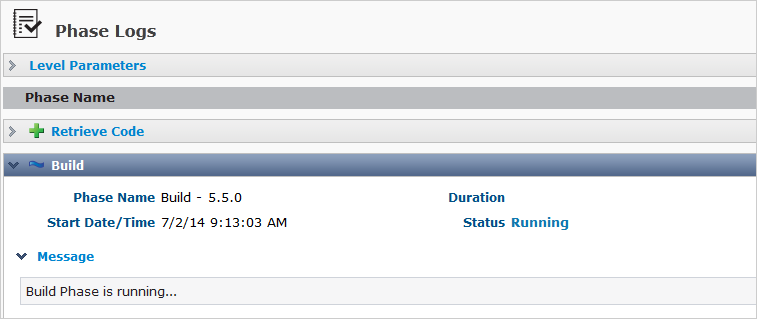 Phase Logs
Level Parameters
Phase Name
Retrieve Code
Build
Phase Name Build - 5.5.0 Duration
Start Date/Time 7/2/14 9:13:03 AM Status Running
Message
Build Phase is running...